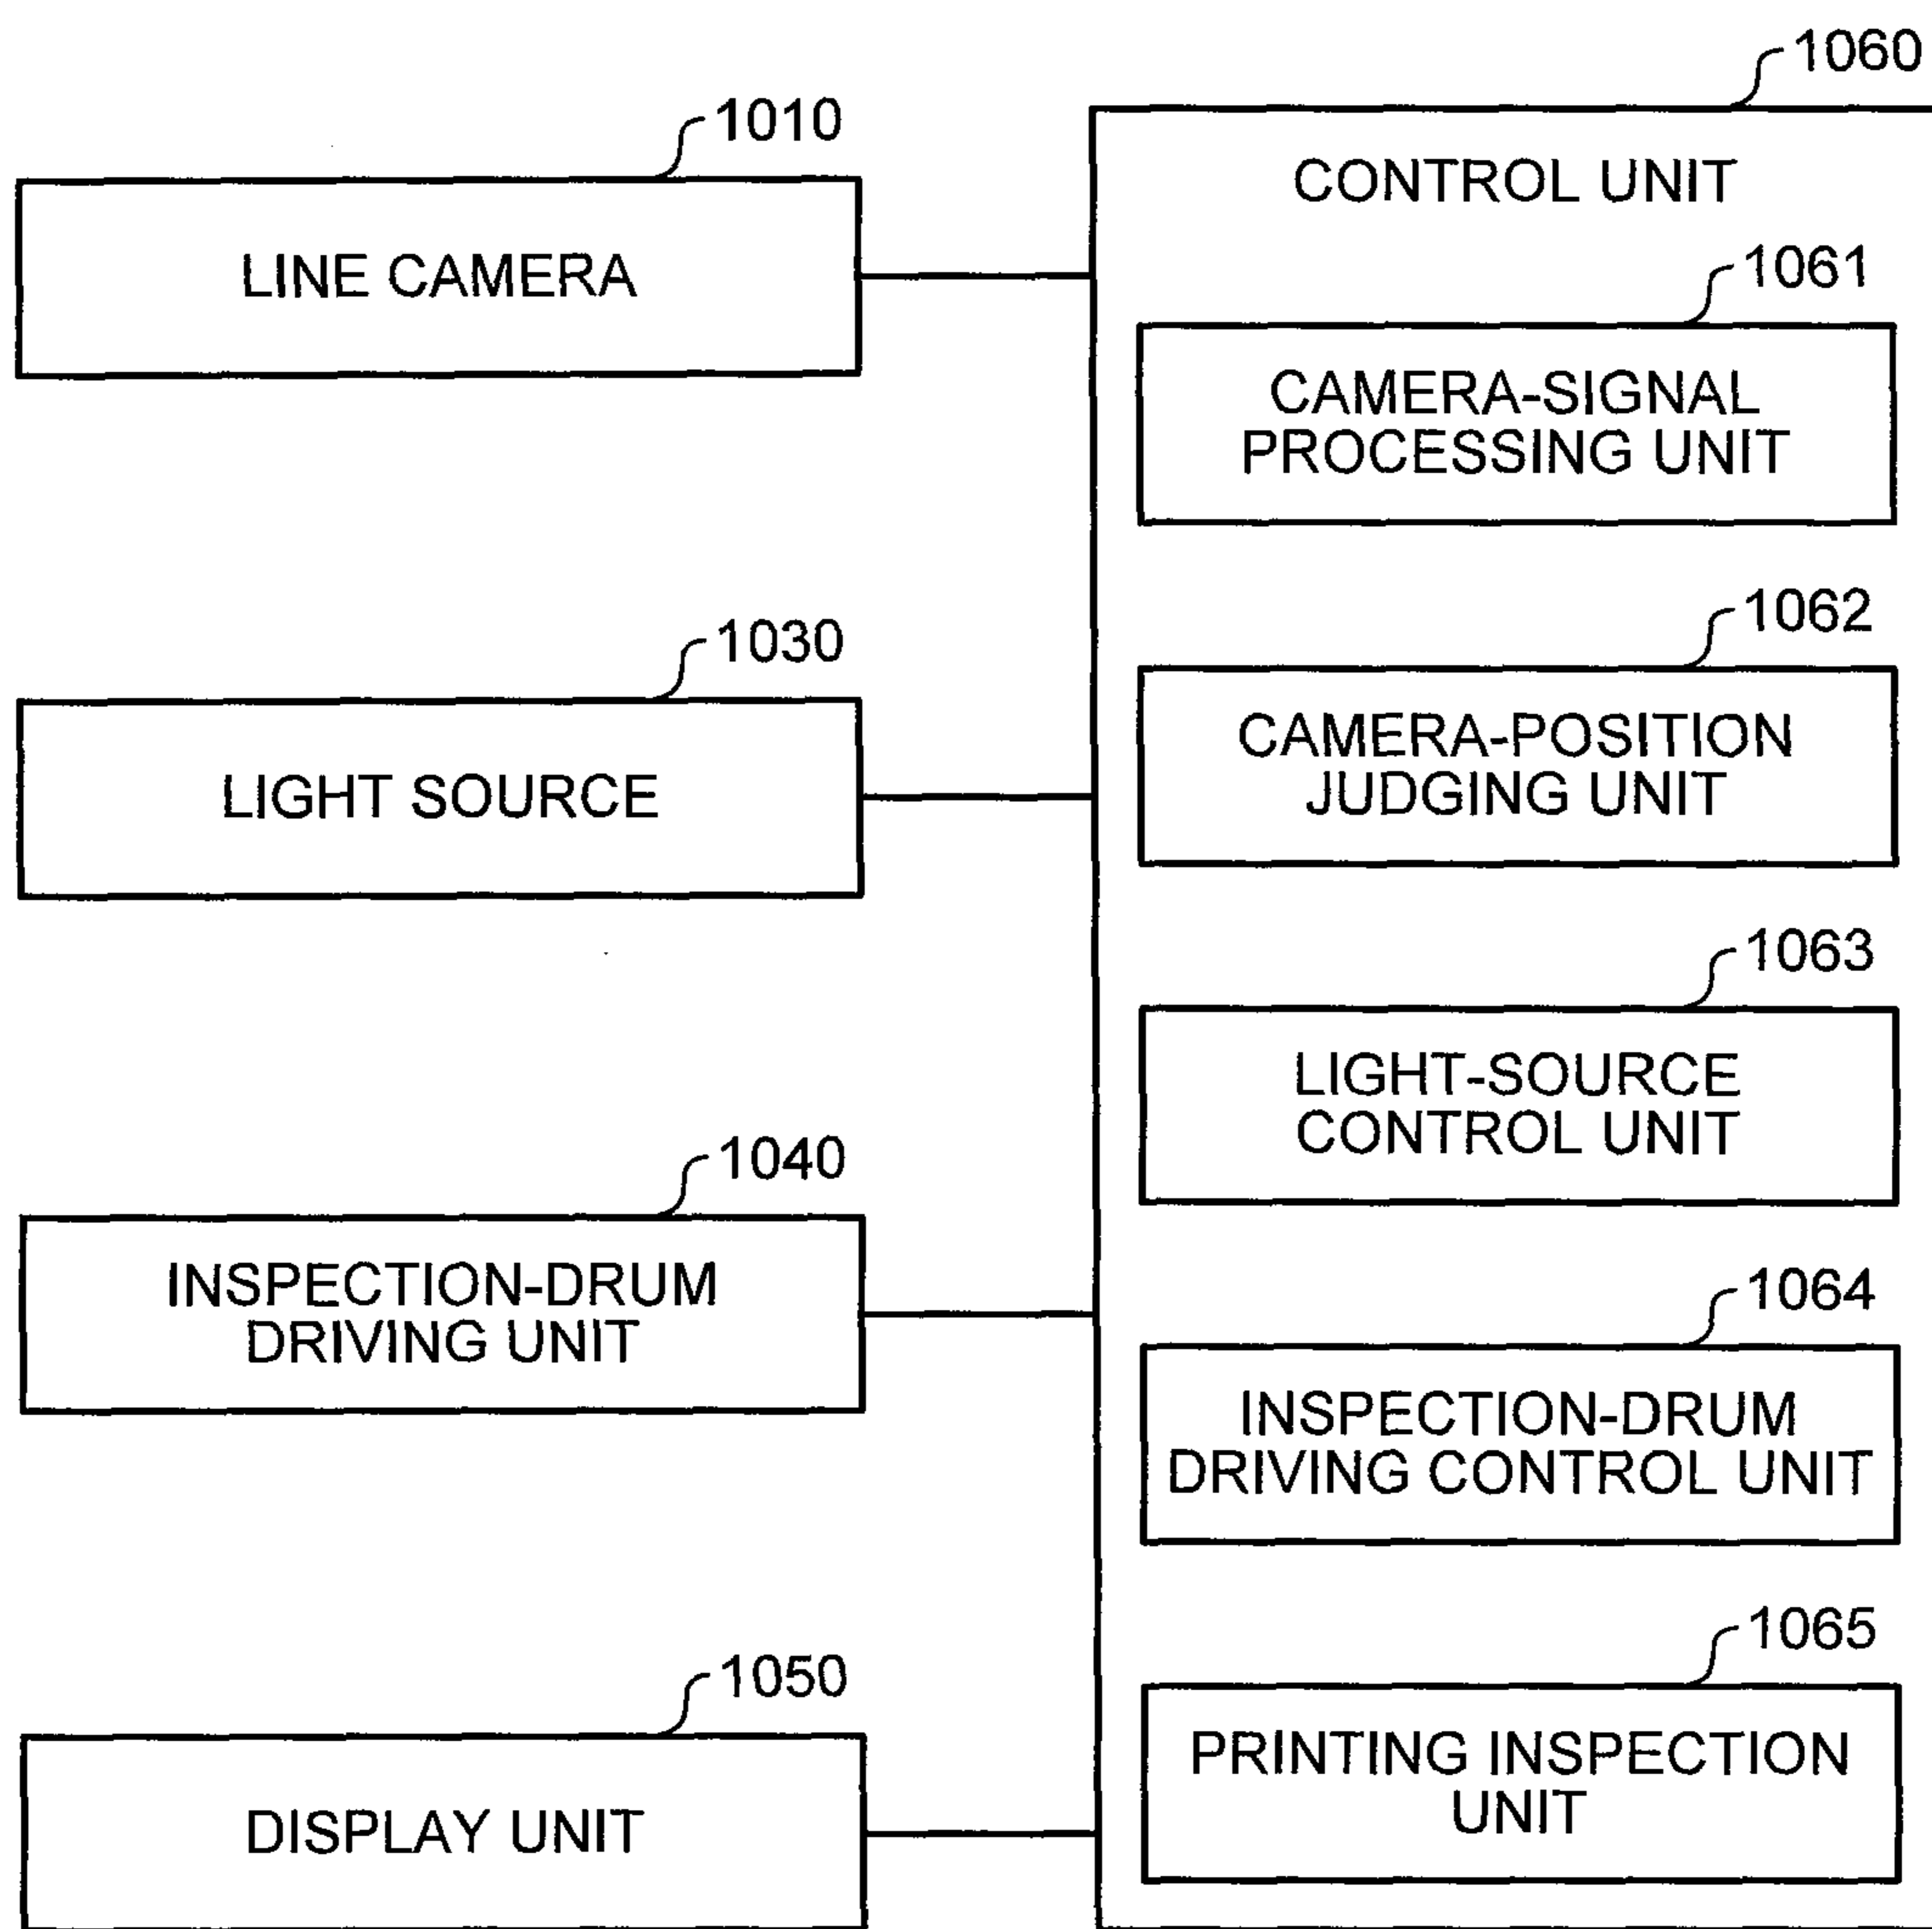 1010
LINE CAMERA
1030
LIGHT SOURCE
1040
INSPECTION-DRUM
DRIVING UNIT
1050
DISPLAY UNIT
1060
CONTROL UNIT
1061
CAMERA-SIGNAL
PROCESSING UNIT
1062
CAMERA-POSITION
JUDGING UNIT
1063
LIGHT-SOURCE
CONTROL UNIT
1064
INSPECTION-DRUM
DRIVING CONTROL UNIT
1065
PRINTING INSPECTION
UNIT